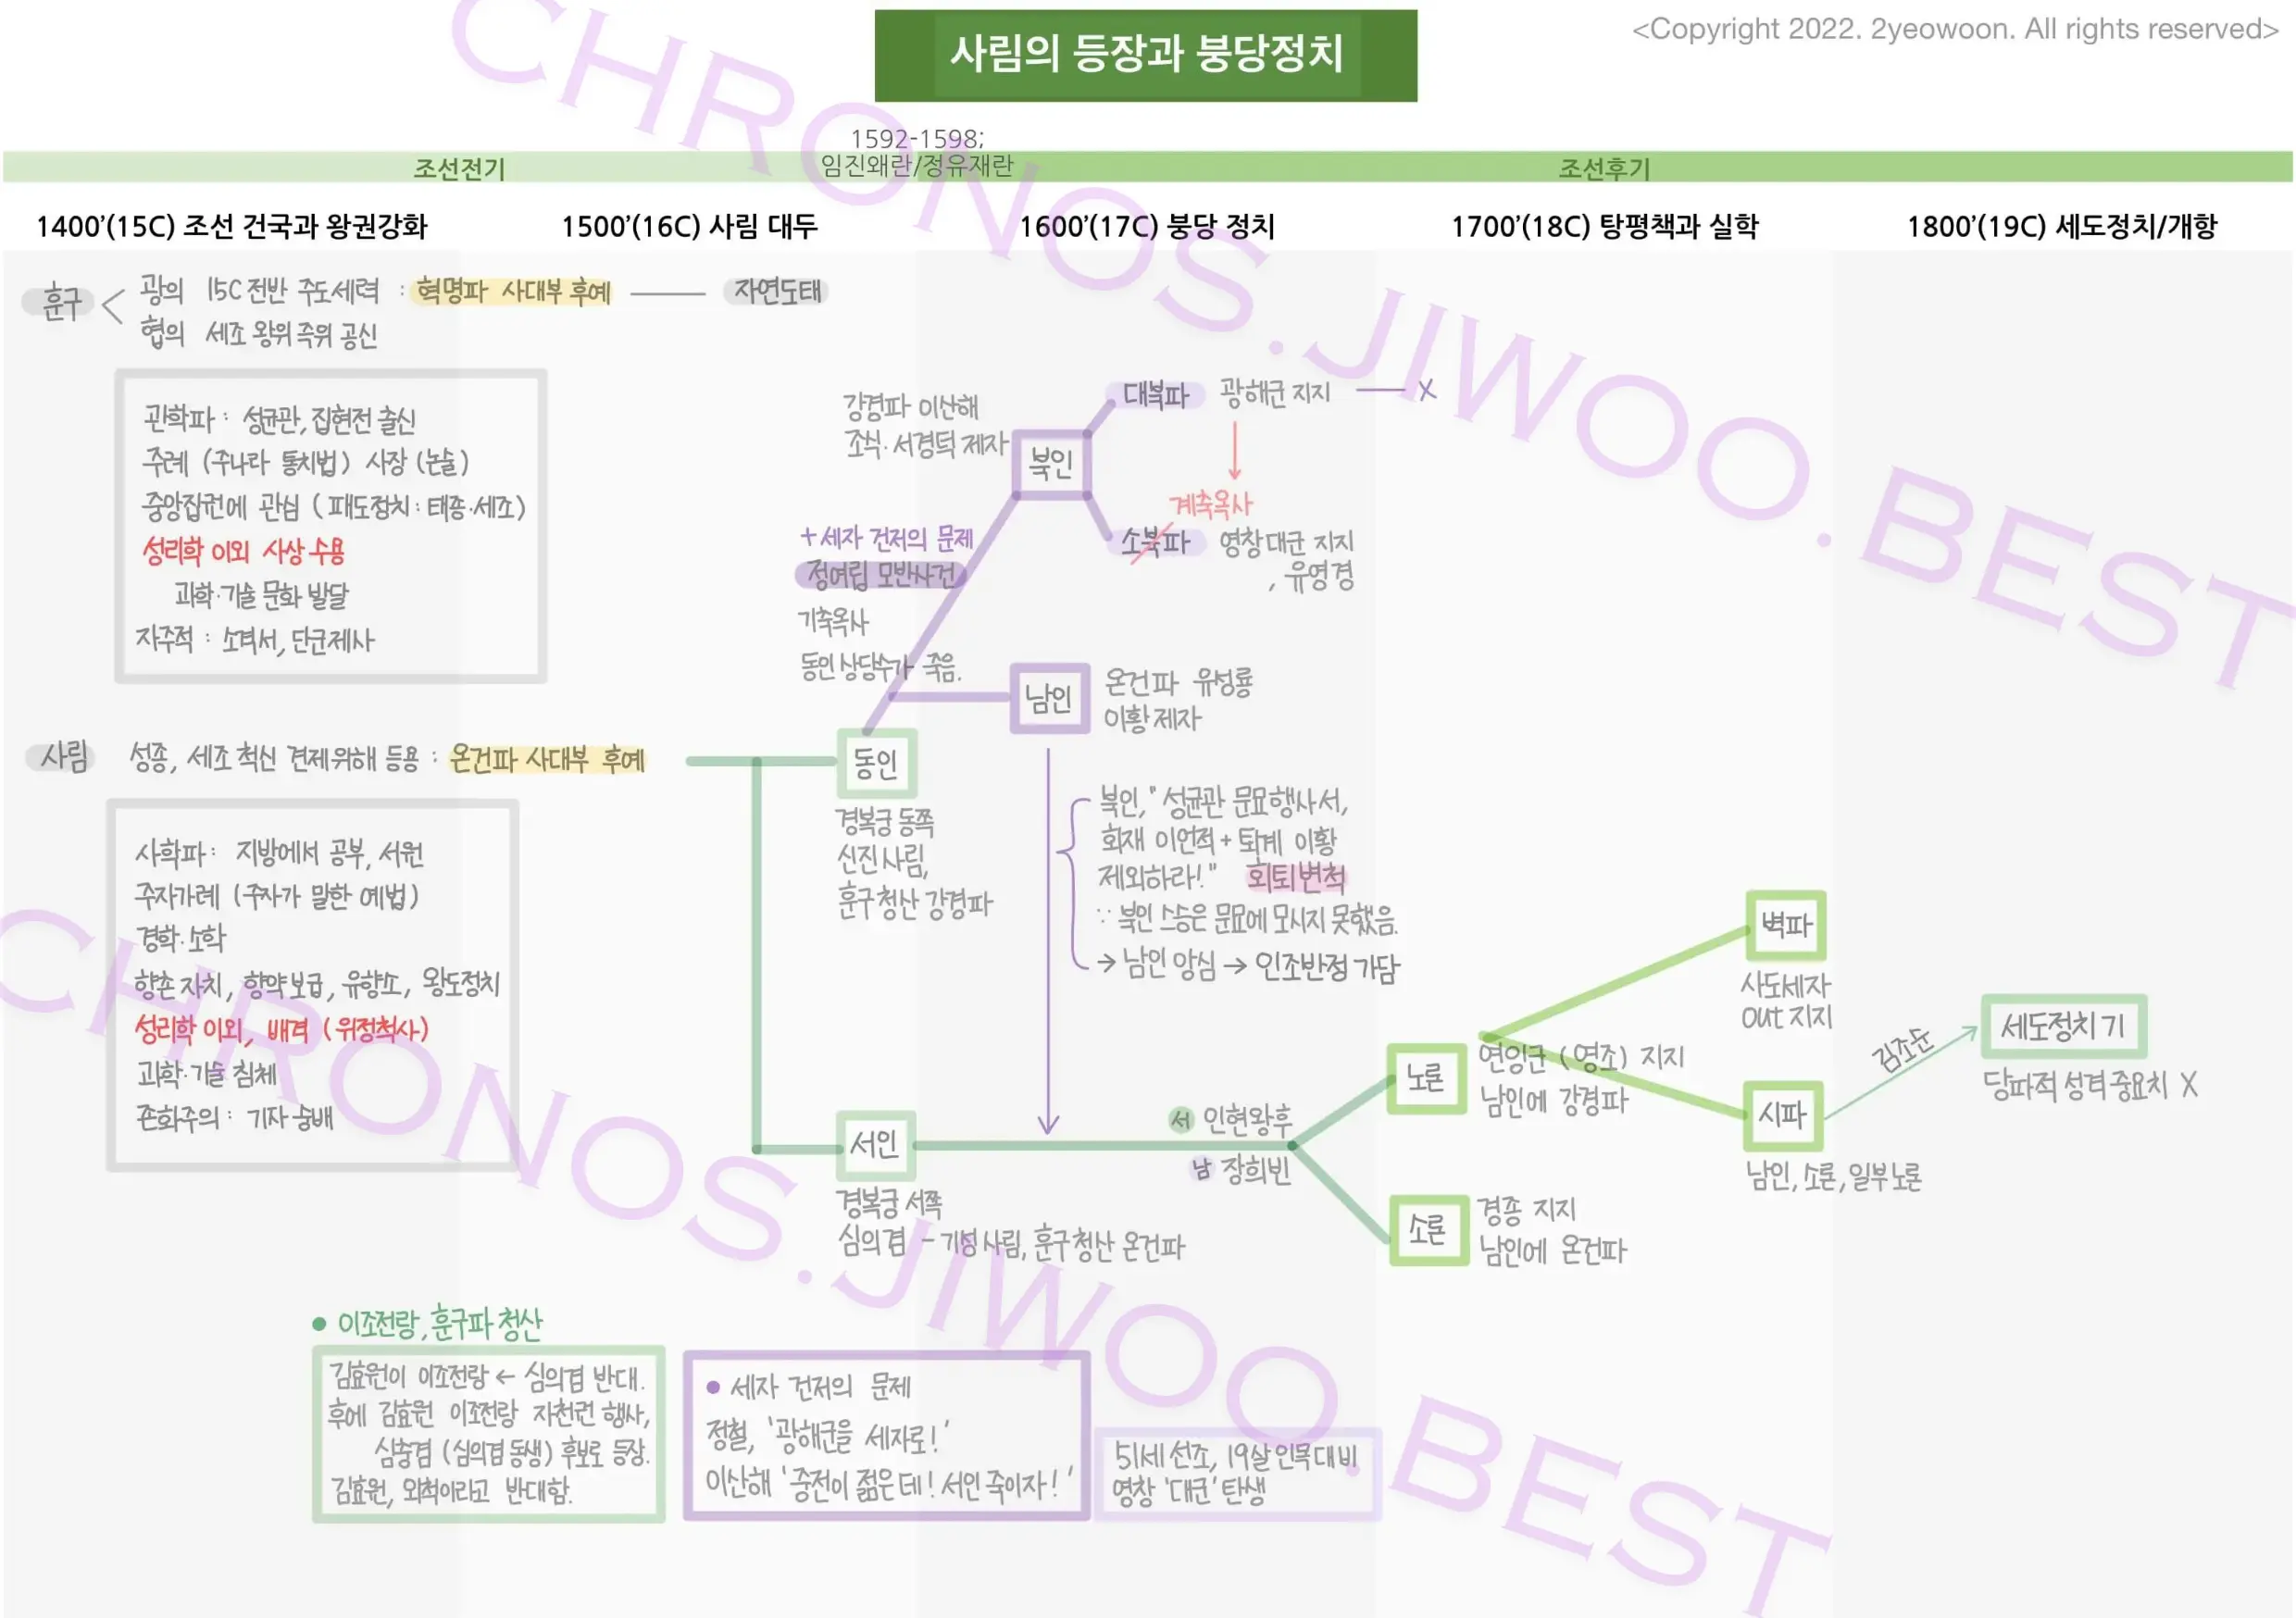 <Copyright 2022. 2yeowoon. All rights reserved>
사림의 등장과 붕당정치
1592-1598;
임진왜란/정유재란
조선전기
조선후기
1400'(15C) 조선 건국과 왕권강화
1500'(16C) 사림 대두
1600'(17C) 붕당 정치
1700'(18C) 탕평책과 실학
1800'(19C) 세도정치/개항
훈구
광의 15C 전반 주도세력 : 혁명파 사대부 후예
자연도태
협의 세조 왕위 즉위 공신
관학파 : 성균관, 집현전 출신
주례 (주나라 통치법) 사장 (논술)
중앙집권에 관심 (패도정치 : 태종·세조)
성리학 이외 사상 수용
과학·기술 문화 발달
자주적 : 소격서, 단군제사
강경파 이산해
조식·서경덕 제자
북인
대북파 광해군 지지
X
계축옥사
소북파 영창대군 지지
, 유영경
+세자 건저의 문제
정여립 모반사건
기축옥사
동인 상당수가 죽음.
남인
온건파 유성룡
이황 제자
사림
성종, 세조 척신 견제위해 등용 : 온건파 사대부 후예
동인
경복궁 동쪽
신진 사림,
훈구 청산 강경파
사학파 : 지방에서 공부, 서원
주자가례 (주자가 말한 예법)
경학·소학
향촌 자치, 향약 보급, 유향소, 왕도정치
성리학 이외, 배격 (위정척사)
과학·기술 침체
존화주의 : 기자 숭배
북인, "성균관 문묘행사서,
회재 이언적 + 퇴계 이황
제외하라!" 회퇴변척
∵ 북인 스승은 문묘에 모시지 못했음.
→ 남인 앙심 → 인조반정 가담
서인
경복궁 서쪽
심의겸 - 기성 사림, 훈구 청산 온건파
서 인현왕후
남 장희빈
노론
연잉군 (영조) 지지
남인에 강경파
소론
경종 지지
남인에 온건파
벽파
사도세자
out 지지
시파
남인, 소론, 일부 노론
김조순
세도정치기
당파적 성격 중요치 X
• 이조전랑, 훈구파 청산
김효원이 이조전랑 ← 심의겸 반대.
후에 김효원 이조전랑 자천권 행사,
심충겸 (심의겸 동생) 후보로 등장.
김효원, 외척이라고 반대함.
• 세자 건저의 문제
정철, '광해군을 세자로!'
이산해 '중전이 젊은데! 서인 죽이자!'
51세 선조, 19살 인목대비
영창 '대군' 탄생
CHRONOS.JIWOO.BEST
CHRONOS.JIWOO.BEST